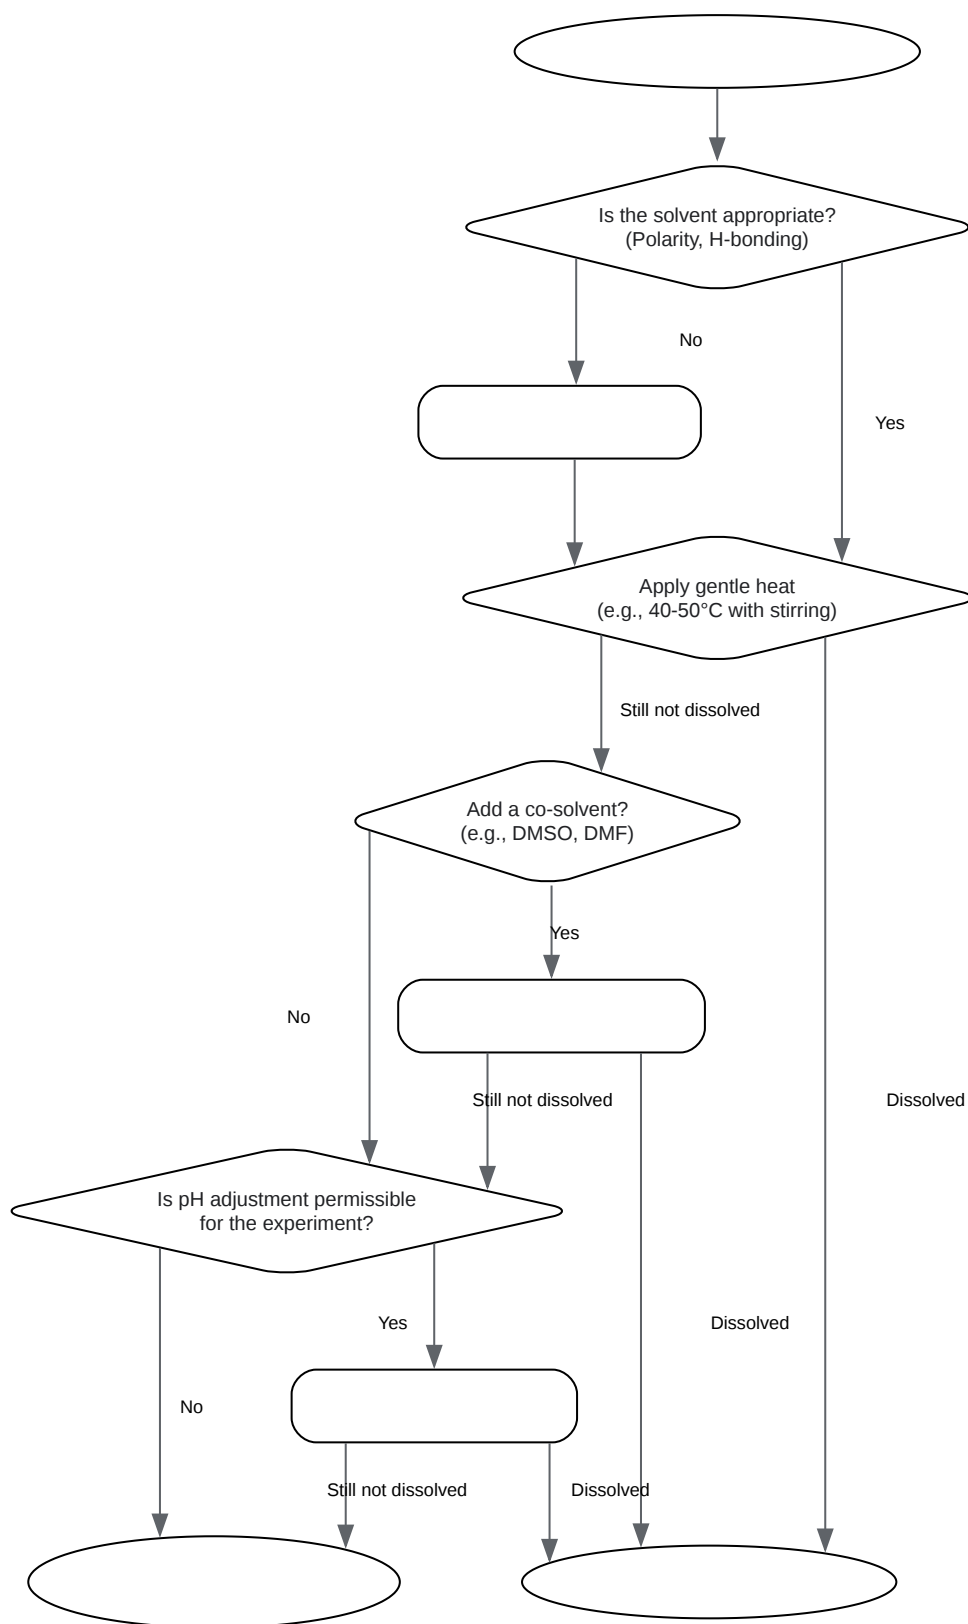 Is the solvent appropriate?
(Polarity, H-bonding)
No
Yes
Apply gentle heat
(e.g., 40-50°C with stirring)
Still not dissolved
Add a co-solvent?
(e.g., DMSO, DMF)
Yes
No
Still not dissolved
Dissolved
Is pH adjustment permissible
for the experiment?
Yes
Dissolved
No
Still not dissolved
Dissolved